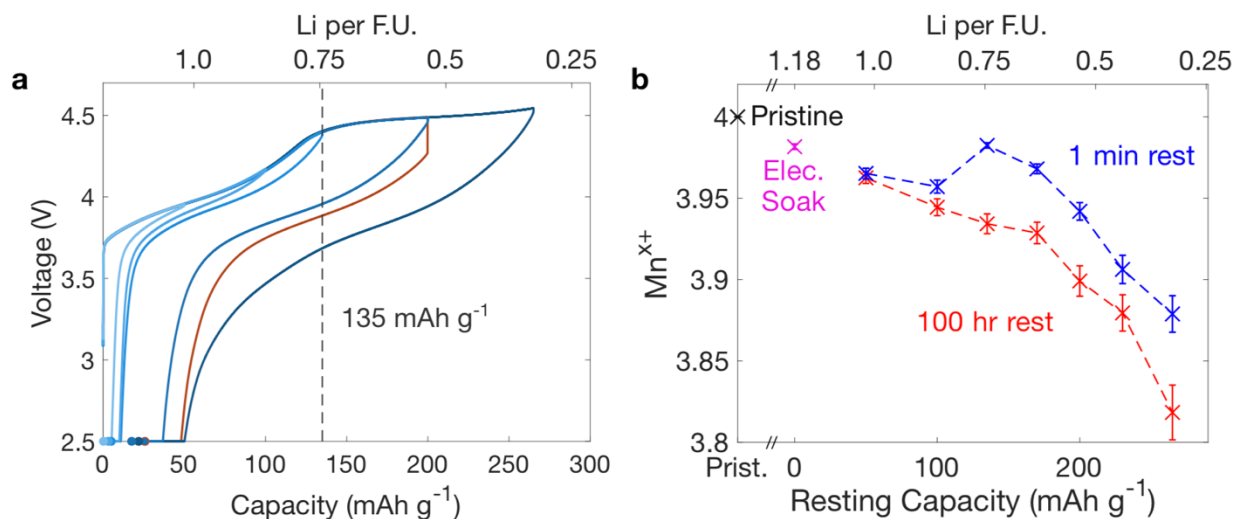 Li per F.U.
1.0 0.75 0.5 0.25
a
4.5
4
3.5
3
2.5
Voltage (V)
135 mAh g⁻¹
0 50 100 150 200 250 300
Capacity (mAh g⁻¹)
Li per F.U.
1.18 1.0 0.75 0.5 0.25
b
4
3.95
3.9
3.85
3.8
Mnˣ⁺
Pristine
Elec.
Soak
1 min rest
100 hr rest
Prist. 0 100 200
Resting Capacity (mAh g⁻¹)